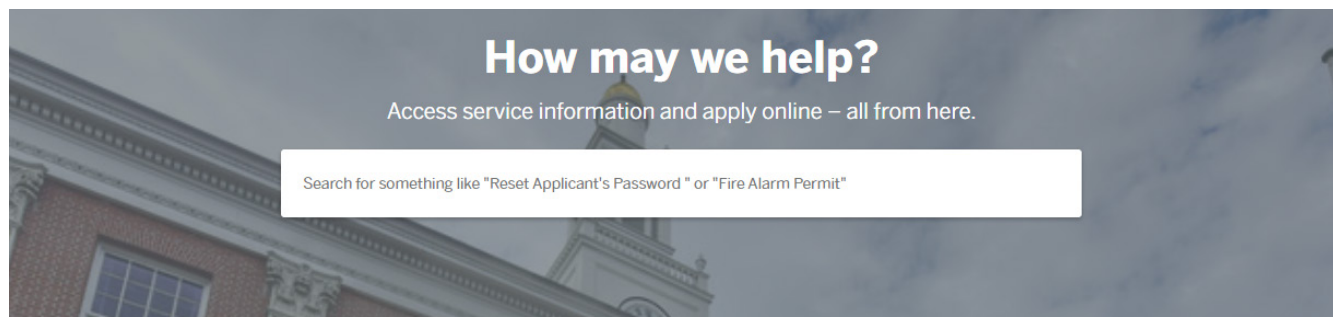 How may we help?
Access service information and apply online – all from here.
Search for something like "Reset Applicant's Password " or "Fire Alarm Permit"